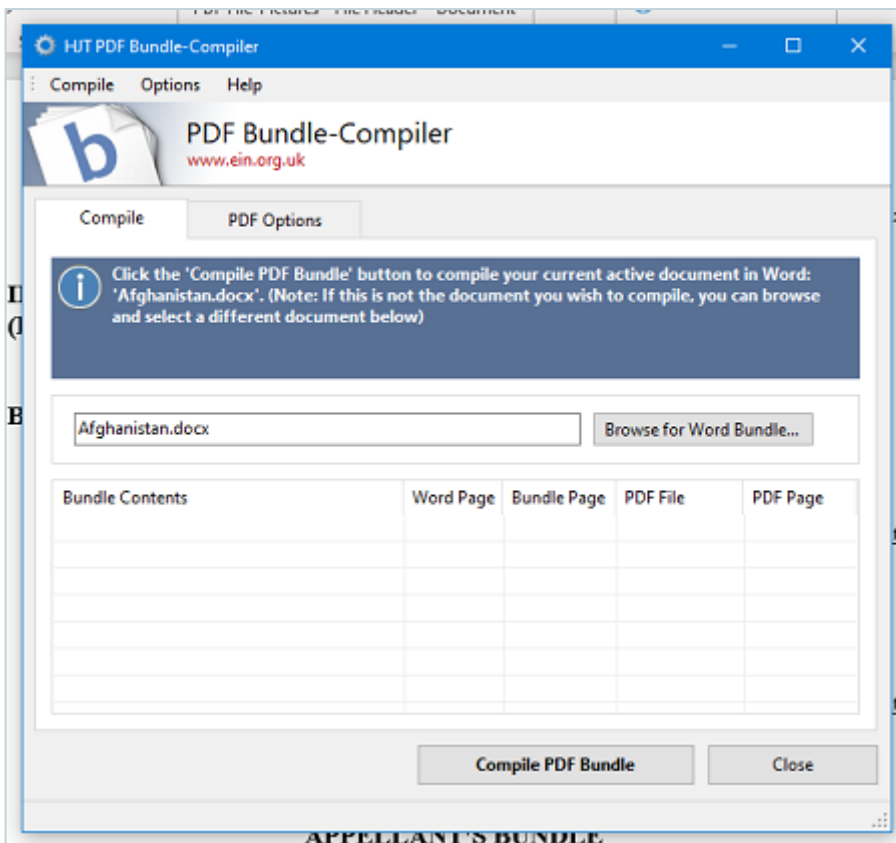 HJT PDF Bundle-Compiler
Compile Options Help
b
PDF Bundle-Compiler
www.ein.org.uk
Compile PDF Options
Click the 'Compile PDF Bundle' button to compile your current active document in Word:
'Afghanistan.docx'. (Note: If this is not the document you wish to compile, you can browse
and select a different document below)
Afghanistan.docx Browse for Word Bundle...
Bundle Contents Word Page Bundle Page PDF File PDF Page
Compile PDF Bundle Close
APPELLANT'S BUNDLE